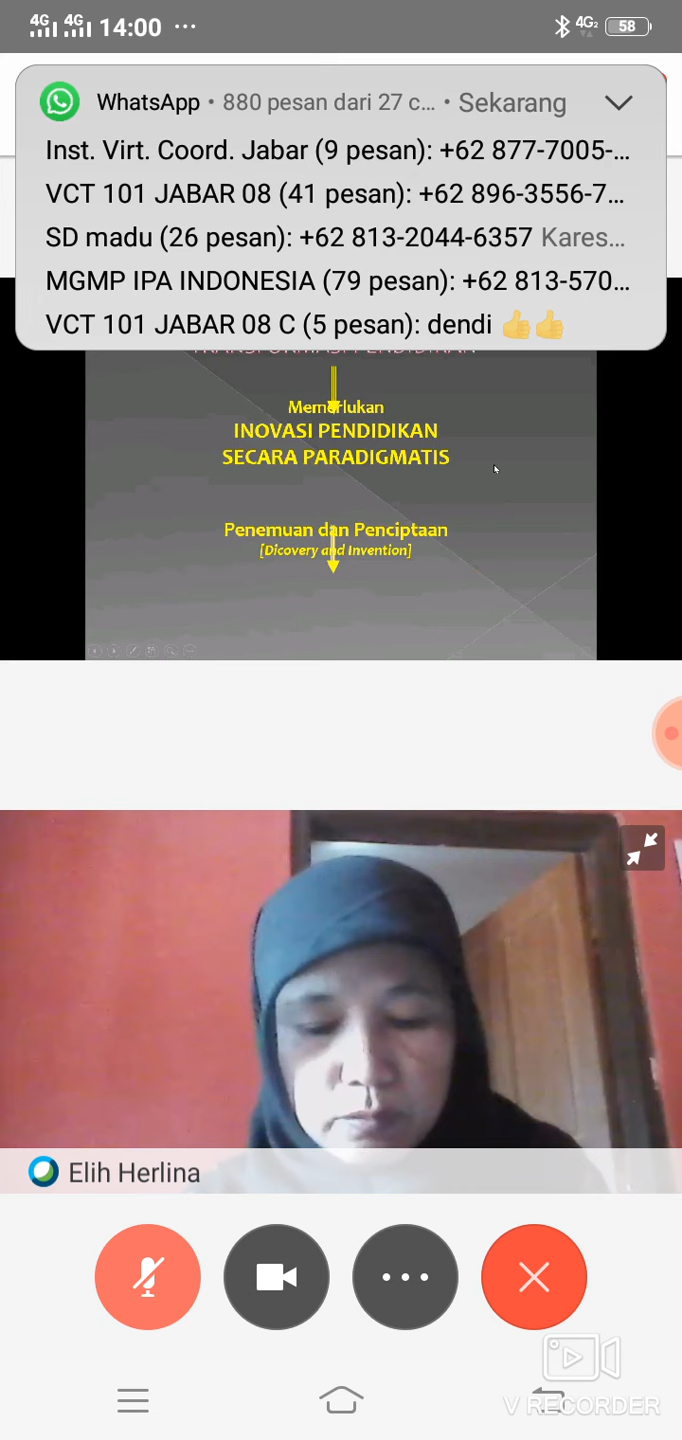 4G 4G 14:00 ... 4G2 58
WhatsApp • 880 pesan dari 27 c... • Sekarang
Inst. Virt. Coord. Jabar (9 pesan): +62 877-7005-...
VCT 101 JABAR 08 (41 pesan): +62 896-3556-7...
SD madu (26 pesan): +62 813-2044-6357 Kares...
MGMP IPA INDONESIA (79 pesan): +62 813-570...
VCT 101 JABAR 08 C (5 pesan): dendi 👍👍
TRANSFORMASI PENDIDIKAN
Memerlukan
INOVASI PENDIDIKAN
SECARA PARADIGMATIS
Penemuan dan Penciptaan
[Dicovery and Invention]
Elih Herlina
V RECORDER